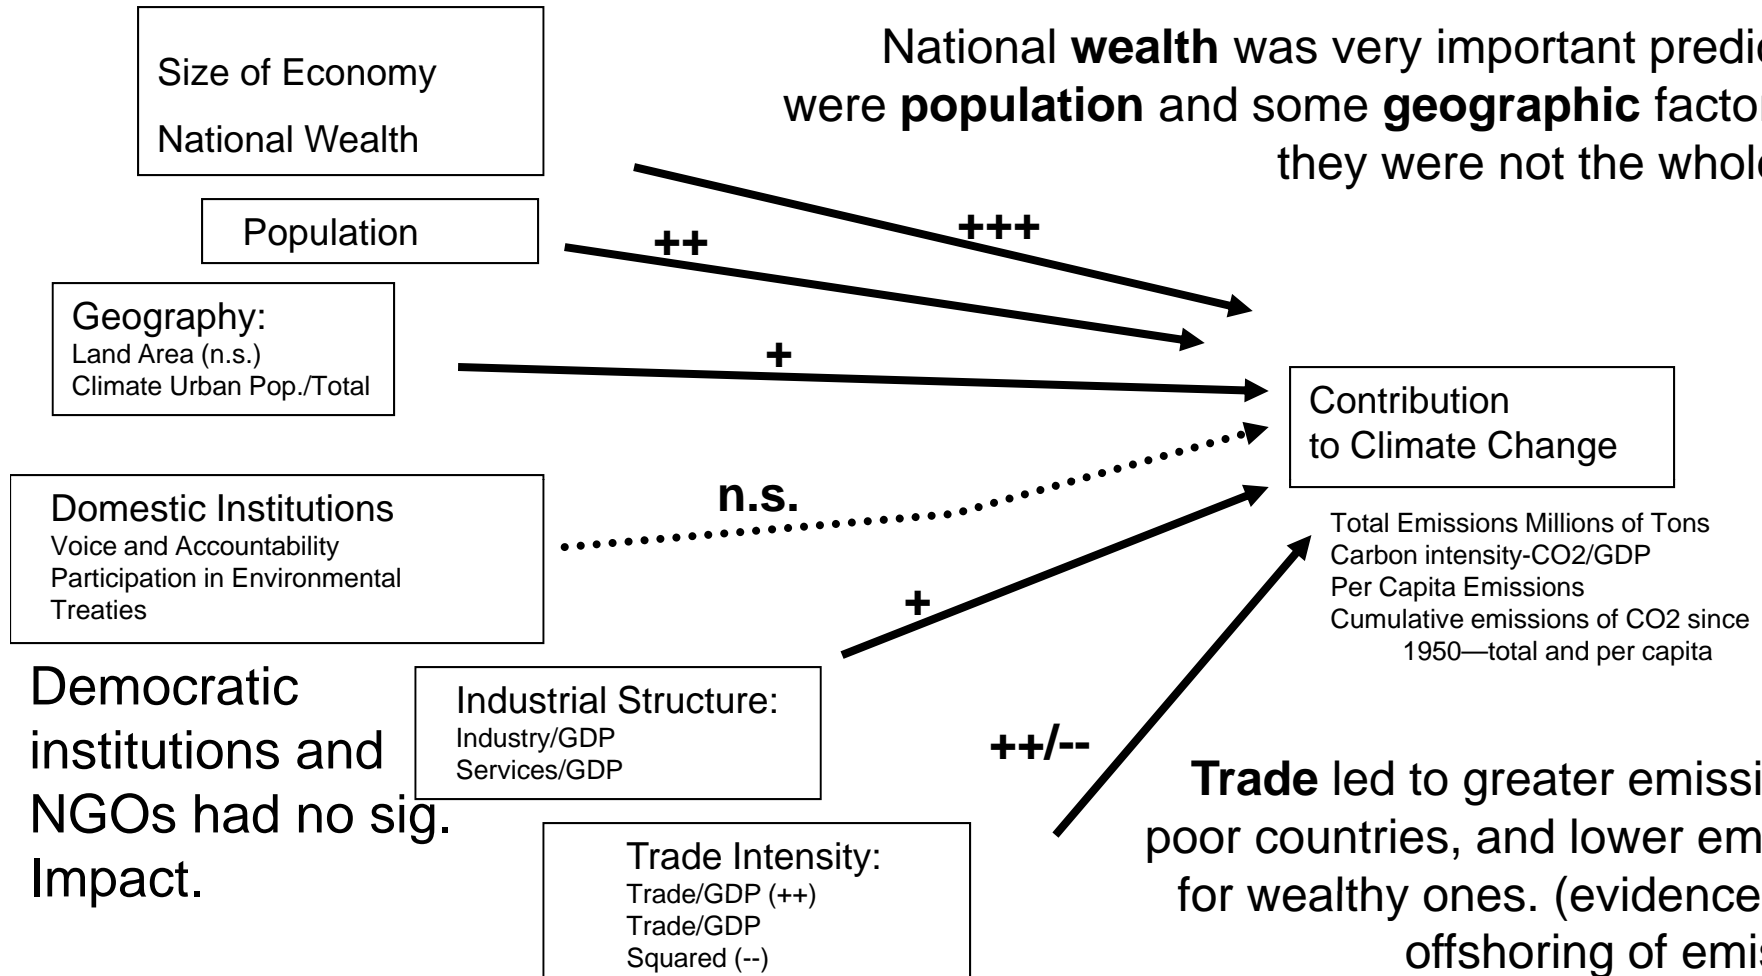 Size of Economy
National Wealth
National wealth was very important predic
were population and some geographic factor
they were not the whole
Population
++
+++
Geography:
Land Area (n.s.)
Climate Urban Pop./Total
+
Contribution
to Climate Change
Domestic Institutions
Voice and Accountability
Participation in Environmental
Treaties
n.s.
Total Emissions Millions of Tons
Carbon intensity-CO2/GDP
Per Capita Emissions
Cumulative emissions of CO2 since
1950—total and per capita
+
Democratic
institutions and
NGOs had no sig.
Impact.
Industrial Structure:
Industry/GDP
Services/GDP
++/--
Trade led to greater emissi
poor countries, and lower em
for wealthy ones. (evidence
offshoring of emis
Trade Intensity:
Trade/GDP (++)
Trade/GDP
Squared (--)